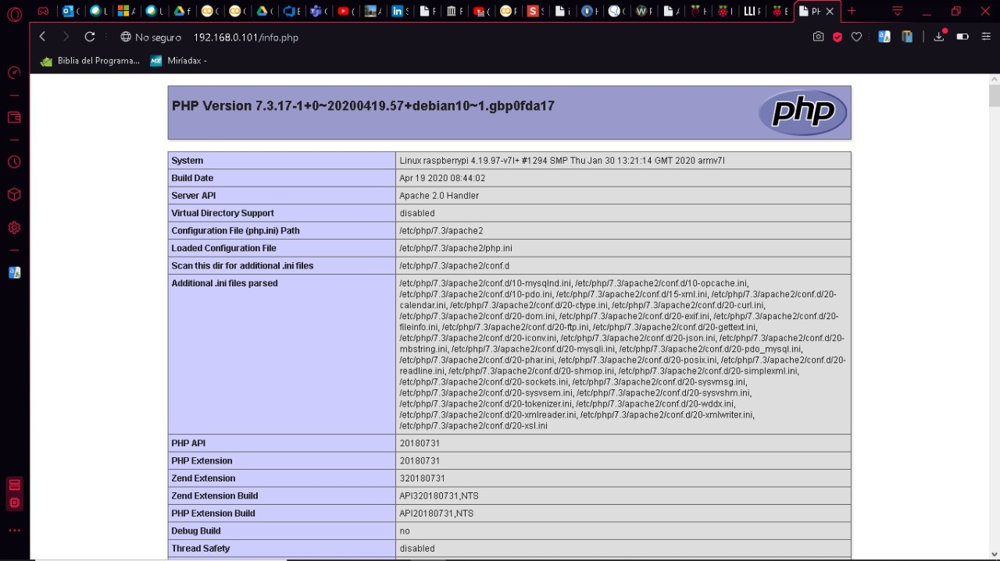 No seguro 192.168.0.101/info.php
Biblia del Programa... MX Miríadax -
PHP Version 7.3.17-1+0~20200419.57+debian10~1.gbp0fda17
php
System Linux raspberrypi 4.19.97-v7l+ #1294 SMP Thu Jan 30 13:21:14 GMT 2020 armv7l
Build Date Apr 19 2020 08:44:02
Server API Apache 2.0 Handler
Virtual Directory Support disabled
Configuration File (php.ini) Path /etc/php/7.3/apache2
Loaded Configuration File /etc/php/7.3/apache2/php.ini
Scan this dir for additional .ini files /etc/php/7.3/apache2/conf.d
Additional .ini files parsed /etc/php/7.3/apache2/conf.d/10-mysqlnd.ini, /etc/php/7.3/apache2/conf.d/10-opcache.ini,
/etc/php/7.3/apache2/conf.d/10-pdo.ini, /etc/php/7.3/apache2/conf.d/15-xml.ini, /etc/php/7.3/apache2/conf.d/20-
calendar.ini, /etc/php/7.3/apache2/conf.d/20-ctype.ini, /etc/php/7.3/apache2/conf.d/20-curl.ini,
/etc/php/7.3/apache2/conf.d/20-dom.ini, /etc/php/7.3/apache2/conf.d/20-exif.ini, /etc/php/7.3/apache2/conf.d/20-
fileinfo.ini, /etc/php/7.3/apache2/conf.d/20-ftp.ini, /etc/php/7.3/apache2/conf.d/20-gettext.ini,
/etc/php/7.3/apache2/conf.d/20-iconv.ini, /etc/php/7.3/apache2/conf.d/20-json.ini, /etc/php/7.3/apache2/conf.d/20-
mbstring.ini, /etc/php/7.3/apache2/conf.d/20-mysqli.ini, /etc/php/7.3/apache2/conf.d/20-pdo_mysql.ini,
/etc/php/7.3/apache2/conf.d/20-phar.ini, /etc/php/7.3/apache2/conf.d/20-posix.ini, /etc/php/7.3/apache2/conf.d/20-
readline.ini, /etc/php/7.3/apache2/conf.d/20-shmop.ini, /etc/php/7.3/apache2/conf.d/20-simplexml.ini,
/etc/php/7.3/apache2/conf.d/20-sockets.ini, /etc/php/7.3/apache2/conf.d/20-sysvmsg.ini,
/etc/php/7.3/apache2/conf.d/20-sysvsem.ini, /etc/php/7.3/apache2/conf.d/20-sysvshm.ini,
/etc/php/7.3/apache2/conf.d/20-tokenizer.ini, /etc/php/7.3/apache2/conf.d/20-wddx.ini,
/etc/php/7.3/apache2/conf.d/20-xmlreader.ini, /etc/php/7.3/apache2/conf.d/20-xmlwriter.ini,
/etc/php/7.3/apache2/conf.d/20-xsl.ini
PHP API 20180731
PHP Extension 20180731
Zend Extension 320180731
Zend Extension Build API320180731,NTS
PHP Extension Build API20180731,NTS
Debug Build no
Thread Safety disabled